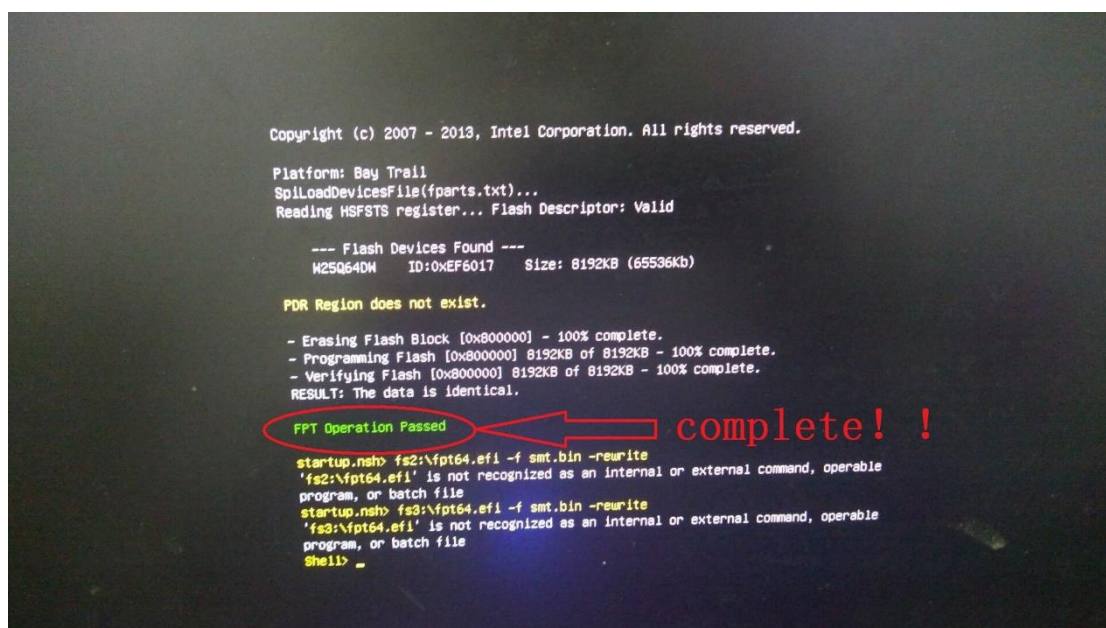 Copyright (c) 2007 - 2013, Intel Corporation. All rights reserved.
Platform: Bay Trail
SpiLoadDevicesFile(fparts.txt)...
Reading HSFSTS register... Flash Descriptor: Valid
--- Flash Devices Found ---
W25Q64DW ID:0xEF6017 Size: 8192KB (65536Kb)
PDR Region does not exist.
- Erasing Flash Block [0x800000] - 100% complete.
- Programming Flash [0x800000] 8192KB of 8192KB - 100% complete.
- Verifying Flash [0x800000] 8192KB of 8192KB - 100% complete.
RESULT: The data is identical.
FPT Operation Passed
complete! !
startup.nsh> fs2:\fpt64.efi -f smt.bin -rewrite
'fs2:\fpt64.efi' is not recognized as an internal or external command, operable
program, or batch file
startup.nsh> fs3:\fpt64.efi -f smt.bin -rewrite
'fs3:\fpt64.efi' is not recognized as an internal or external command, operable
program, or batch file
Shell> _